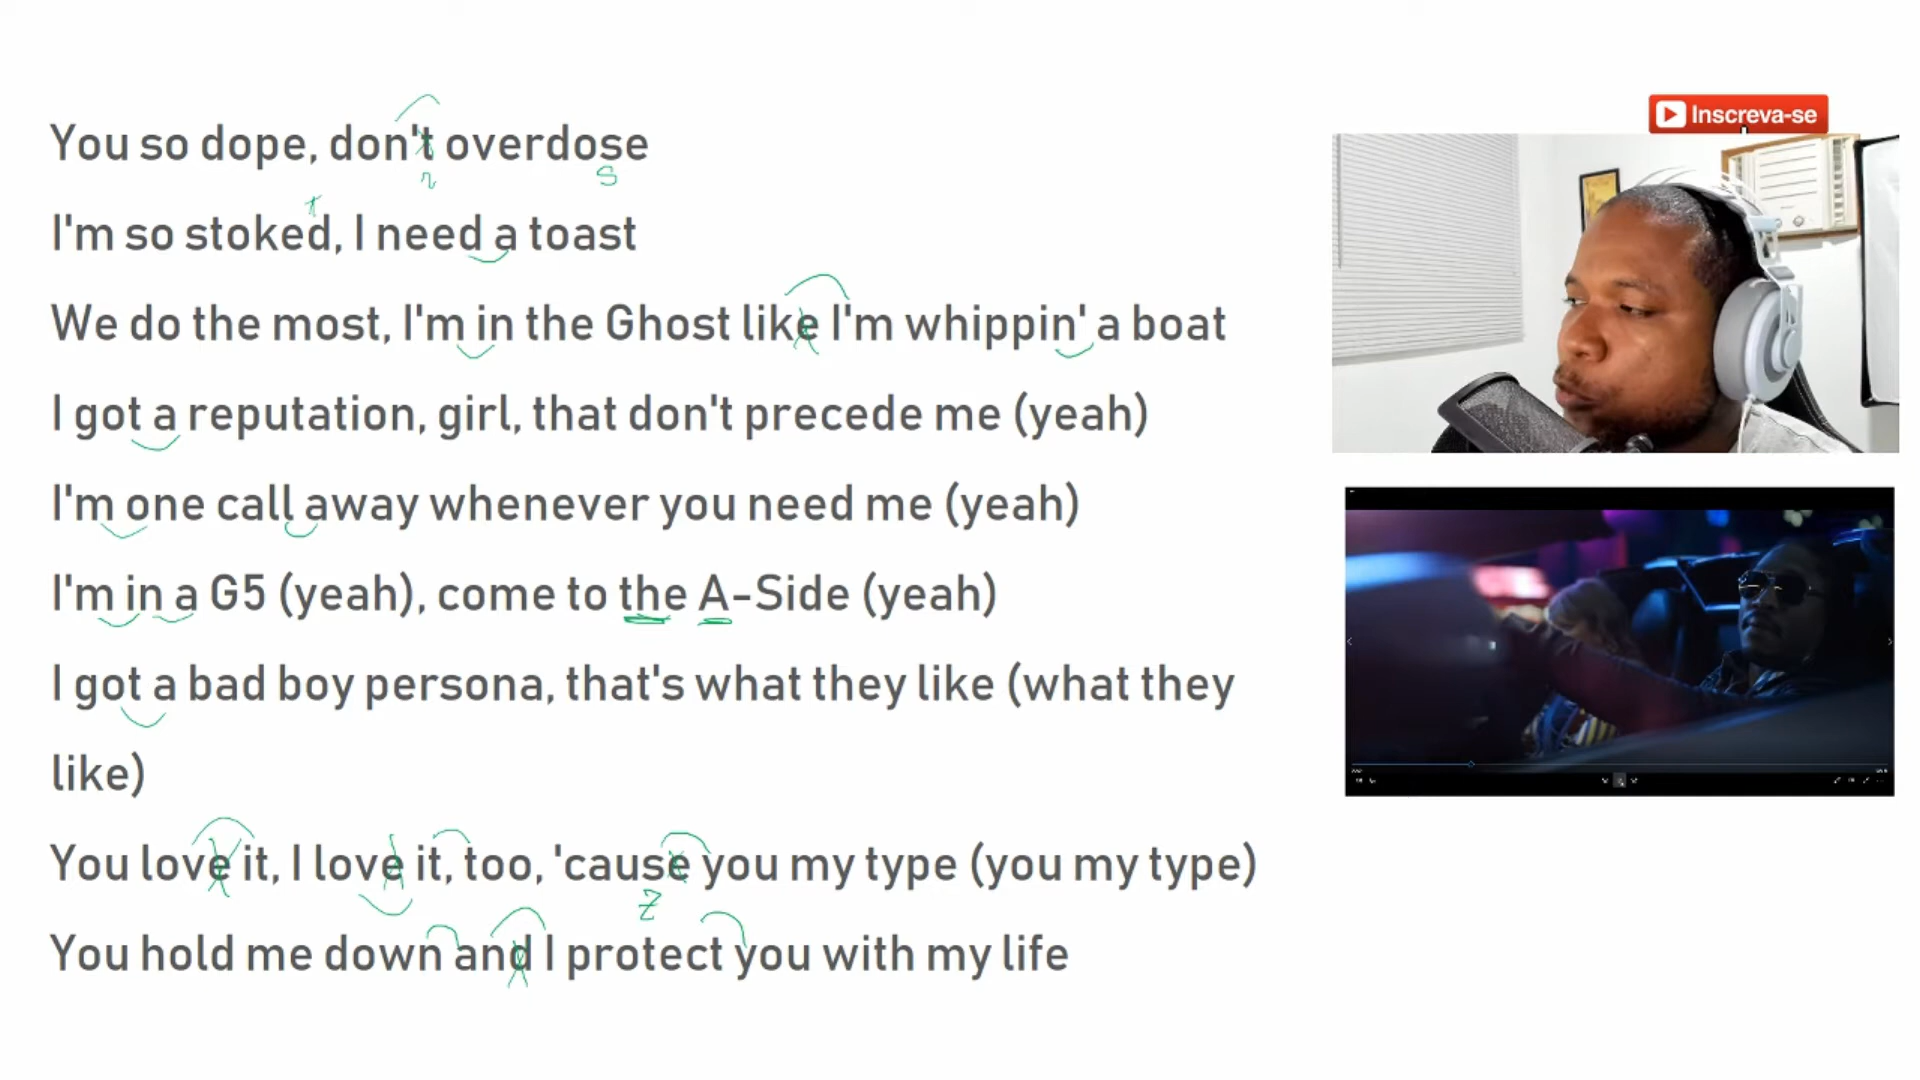 You so dope, don't overdose
I'm so stoked, I need a toast
We do the most, I'm in the Ghost like I'm whippin' a boat
I got a reputation, girl, that don't precede me (yeah)
I'm one call away whenever you need me (yeah)
I'm in a G5 (yeah), come to the A-Side (yeah)
I got a bad boy persona, that's what they like (what they
like)
You love it, I love it, too, 'cause you my type (you my type)
You hold me down and I protect you with my life
s
t
z
Inscreva-se